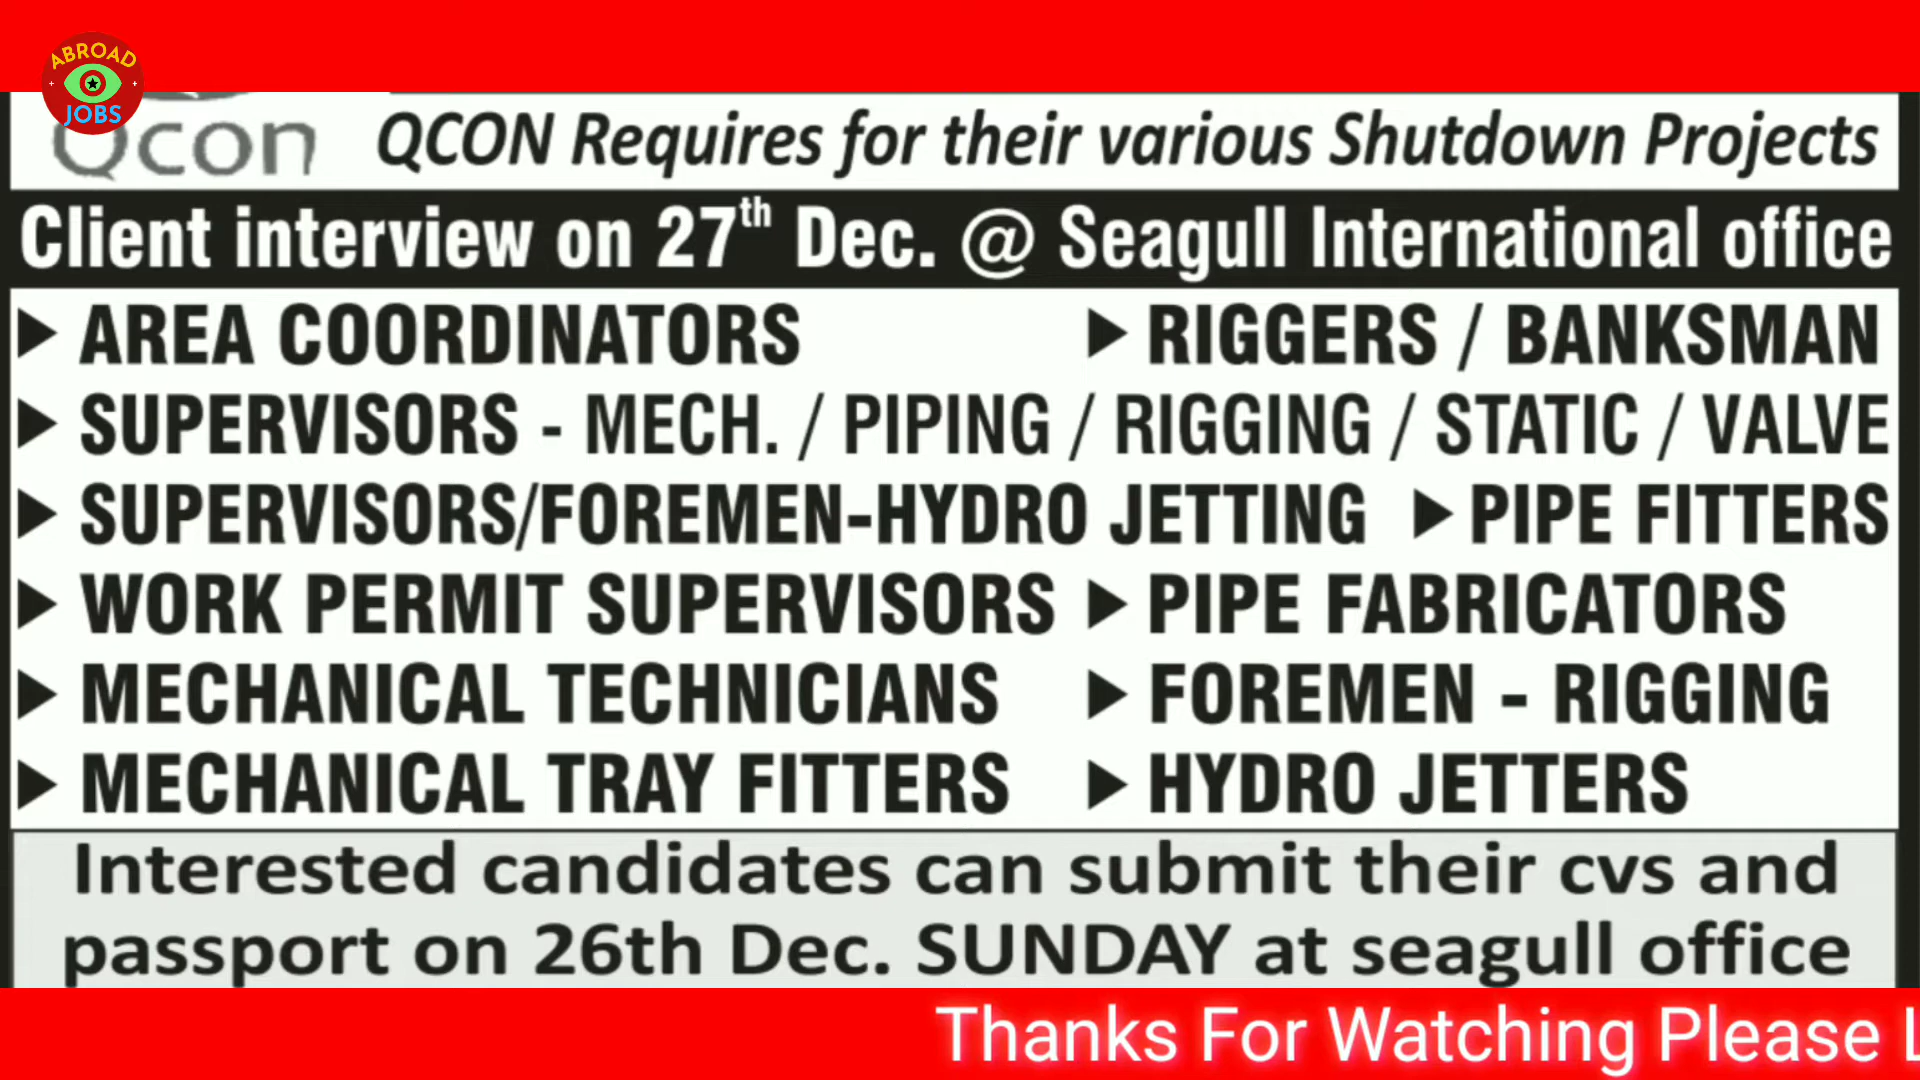 ABROAD
JOBS
Qcon
QCON Requires for their various Shutdown Projects
Client interview on 27th Dec. @ Seagull International office
▶ AREA COORDINATORS ▶ RIGGERS / BANKSMAN
▶ SUPERVISORS - MECH. / PIPING / RIGGING / STATIC / VALVE
▶ SUPERVISORS/FOREMEN-HYDRO JETTING ▶ PIPE FITTERS
▶ WORK PERMIT SUPERVISORS ▶ PIPE FABRICATORS
▶ MECHANICAL TECHNICIANS ▶ FOREMEN - RIGGING
▶ MECHANICAL TRAY FITTERS ▶ HYDRO JETTERS
Interested candidates can submit their cvs and
passport on 26th Dec. SUNDAY at seagull office
Thanks For Watching Please L